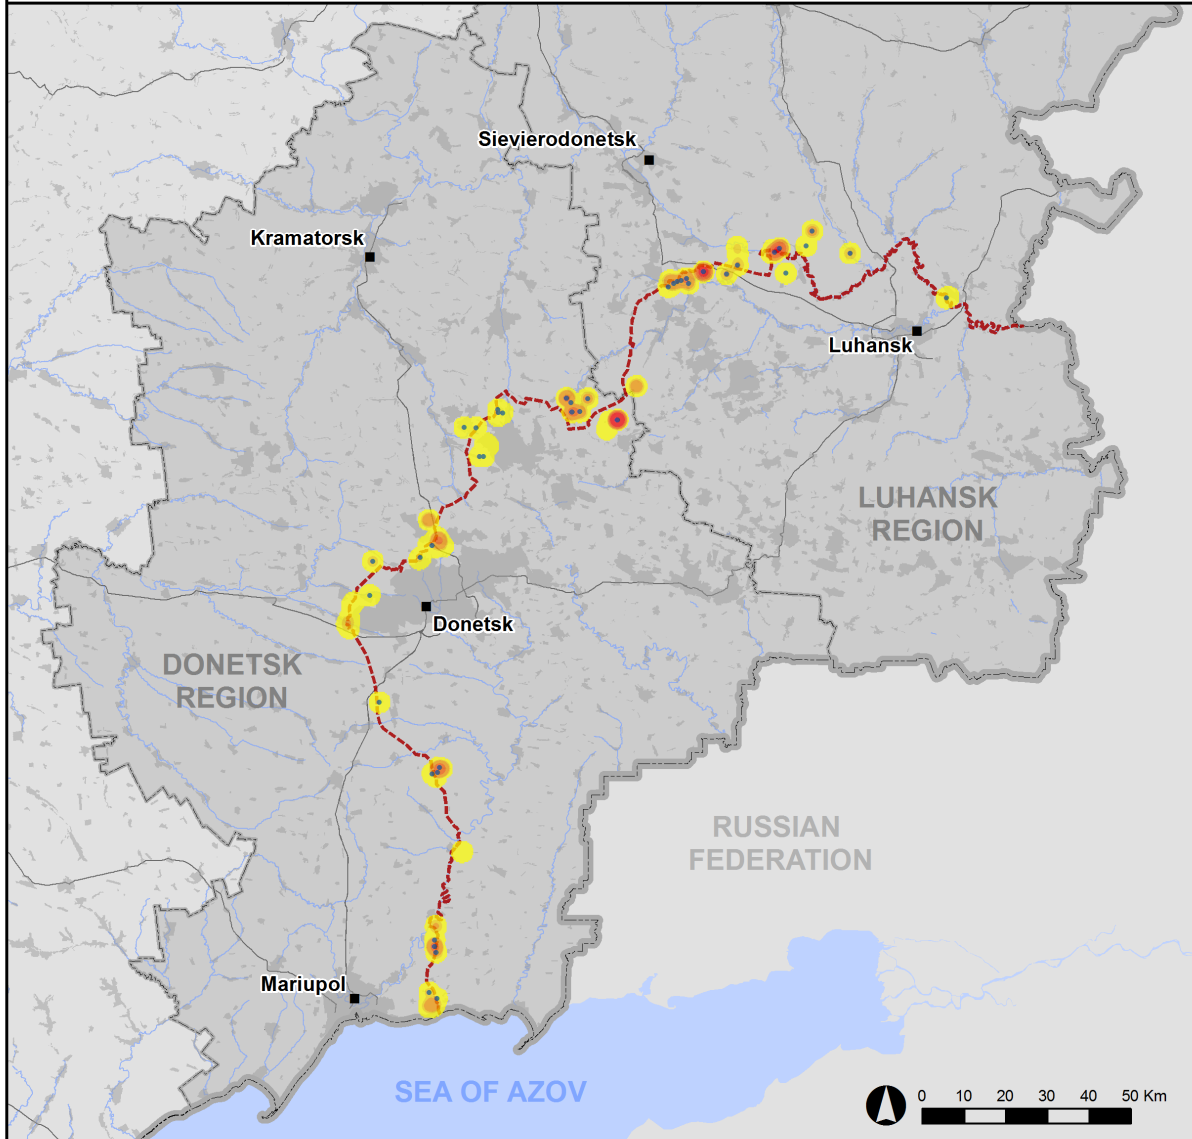 Sievierodonetsk
Kramatorsk
Luhansk
LUHANSK
REGION
Donetsk
DONETSK
REGION
RUSSIAN
FEDERATION
Mariupol
SEA OF AZOV
0 10 20 30 40 50 Km